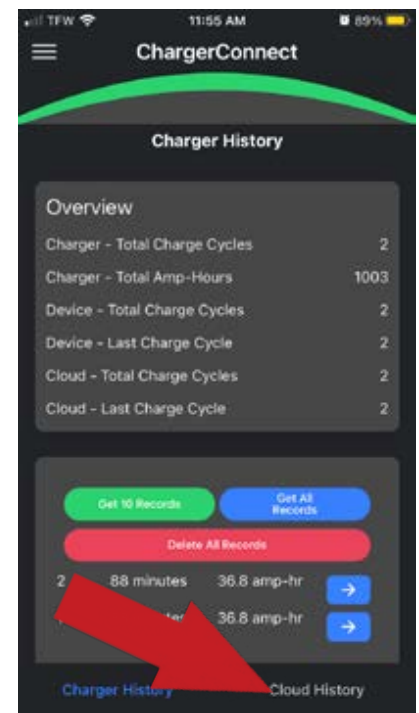 TFW 11:55 AM 89%
ChargerConnect
Charger History
Overview
Charger - Total Charge Cycles 2
Charger - Total Amp-Hours 1003
Device - Total Charge Cycles 2
Device - Last Charge Cycle 2
Cloud - Total Charge Cycles 2
Cloud - Last Charge Cycle 2
Get 10 Records
Get All
Records
Delete All Records
2 88 minutes 36.8 amp-hr
36.8 amp-hr
Charger History Cloud History